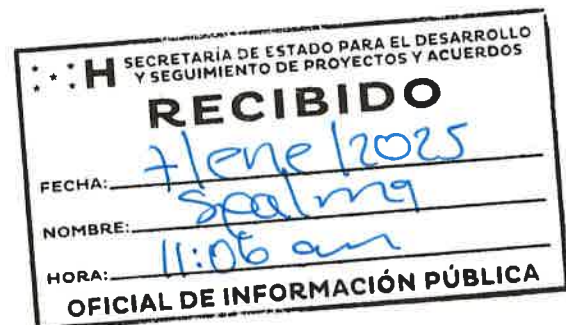 H SECRETARÍA DE ESTADO PARA EL DESARROLLO
Y SEGUIMIENTO DE PROYECTOS Y ACUERDOS
RECIBIDO
FECHA: 7/ene/2025
NOMBRE:
HORA: 11:06 am
OFICIAL DE INFORMACIÓN PÚBLICA